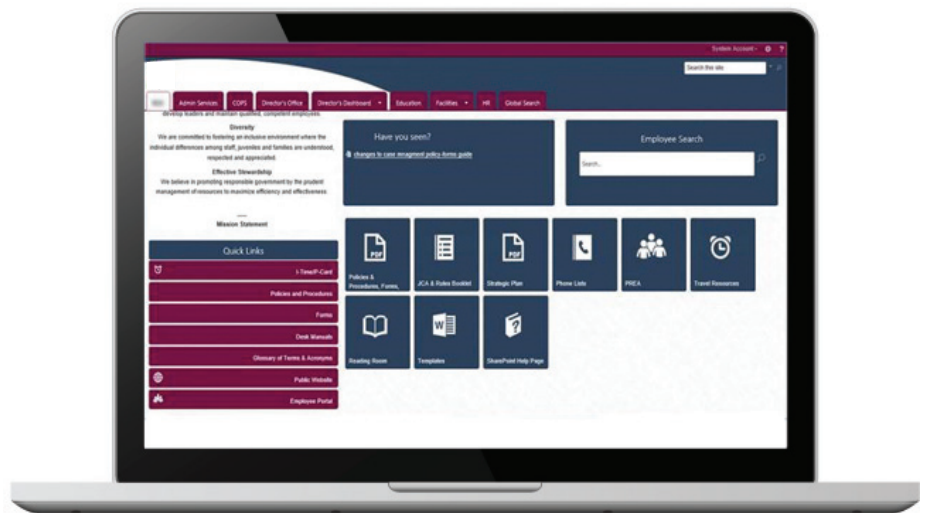 System Account
?
Search this site
Admin Services COPS Director's Office Director's Dashboard Education Facilities HR Global Search
develop leaders and maintain qualified, competent employees.
Diversity
We are committed to fostering an inclusive environment where the
individual differences among staff, juveniles and families are understood,
respected and appreciated.
Effective Stewardship
We believe in promoting responsible government by the prudent
management of resources to maximize efficiency and effectiveness
Mission Statement
Have you seen?
changes to case mnagment policy-forms guide
Employee Search
Search...
Quick Links
I-Time/P-Card
Policies and Procedures
Forms
Desk Manuals
Glossary of Terms & Acronyms
Public Website
Employee Portal
PDF
Policies &
Procedures, Forms,
JCA & Rules Booklet
PDF
Strategic Plan
Phone Lists
PREA
Travel Resources
Reading Room
W
Templates
?
SharePoint Help Page